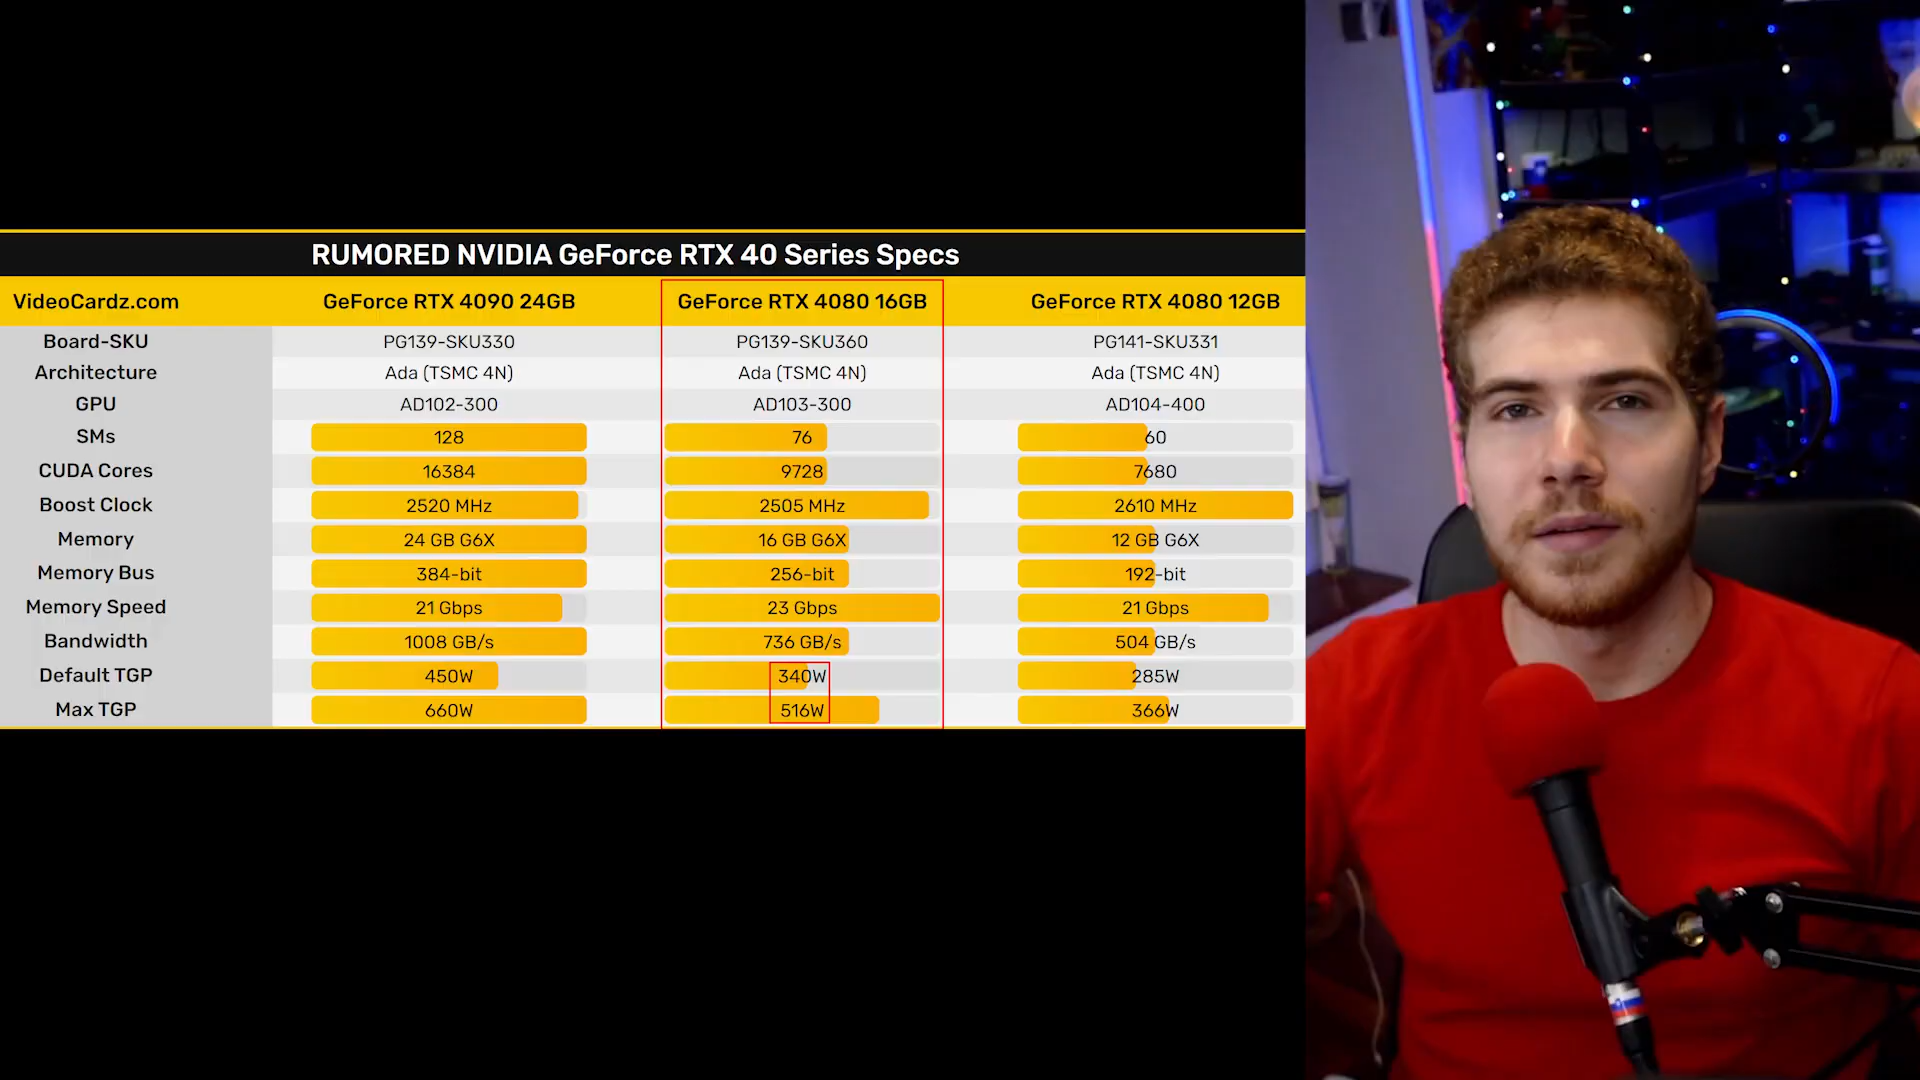 RUMORED NVIDIA GeForce RTX 40 Series Specs
VideoCardz.com GeForce RTX 4090 24GB GeForce RTX 4080 16GB GeForce RTX 4080 12GB
Board-SKU PG139-SKU330 PG139-SKU360 PG141-SKU331
Architecture Ada (TSMC 4N) Ada (TSMC 4N) Ada (TSMC 4N)
GPU AD102-300 AD103-300 AD104-400
SMs 128 76 60
CUDA Cores 16384 9728 7680
Boost Clock 2520 MHz 2505 MHz 2610 MHz
Memory 24 GB G6X 16 GB G6X 12 GB G6X
Memory Bus 384-bit 256-bit 192-bit
Memory Speed 21 Gbps 23 Gbps 21 Gbps
Bandwidth 1008 GB/s 736 GB/s 504 GB/s
Default TGP 450W 340W 285W
Max TGP 660W 516W 366W